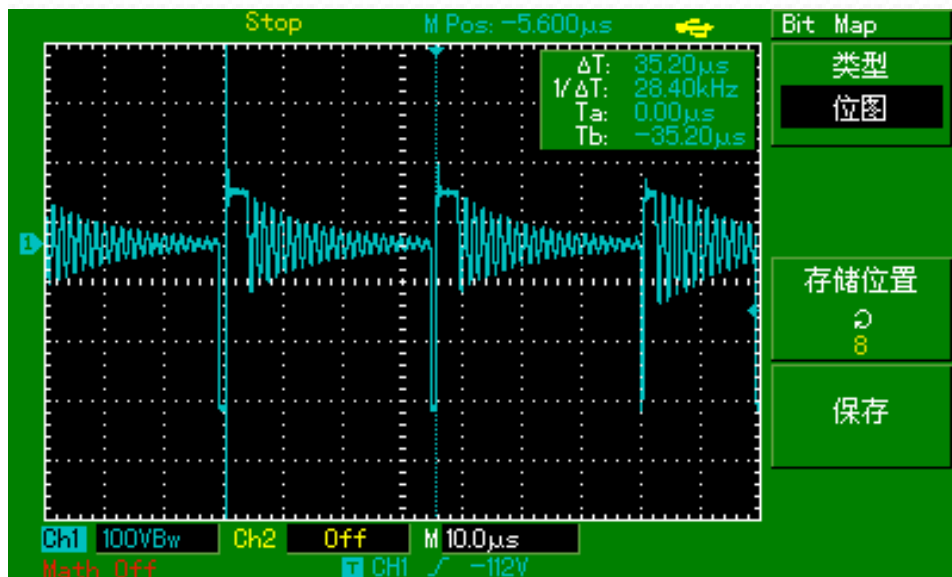 Stop M Pos: -5.600μs Bit Map
ΔT: 35.20μs
1/ΔT: 28.40kHz
Ta: 0.00μs
Tb: -35.20μs
类型
位图
1
存储位置
8
保存
Ch1 100VBw Ch2 Off M 10.0μs
Math Off T CH1 -112V